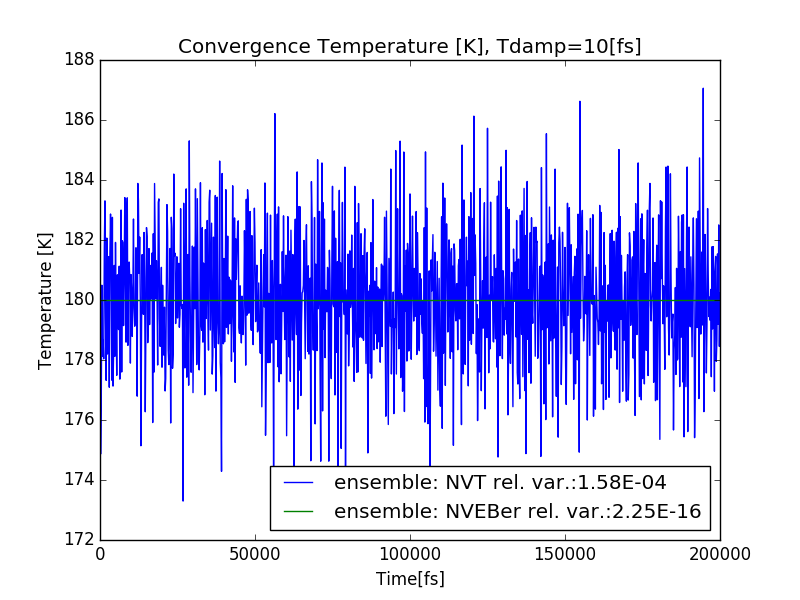 Convergence Temperature [K], Tdamp=10[fs]
188
186
184
182
180
178
176
174
172
Temperature [K]
ensemble: NVT rel. var.:1.58E-04
ensemble: NVEBer rel. var.:2.25E-16
0 50000 100000 150000 200000
Time[fs]